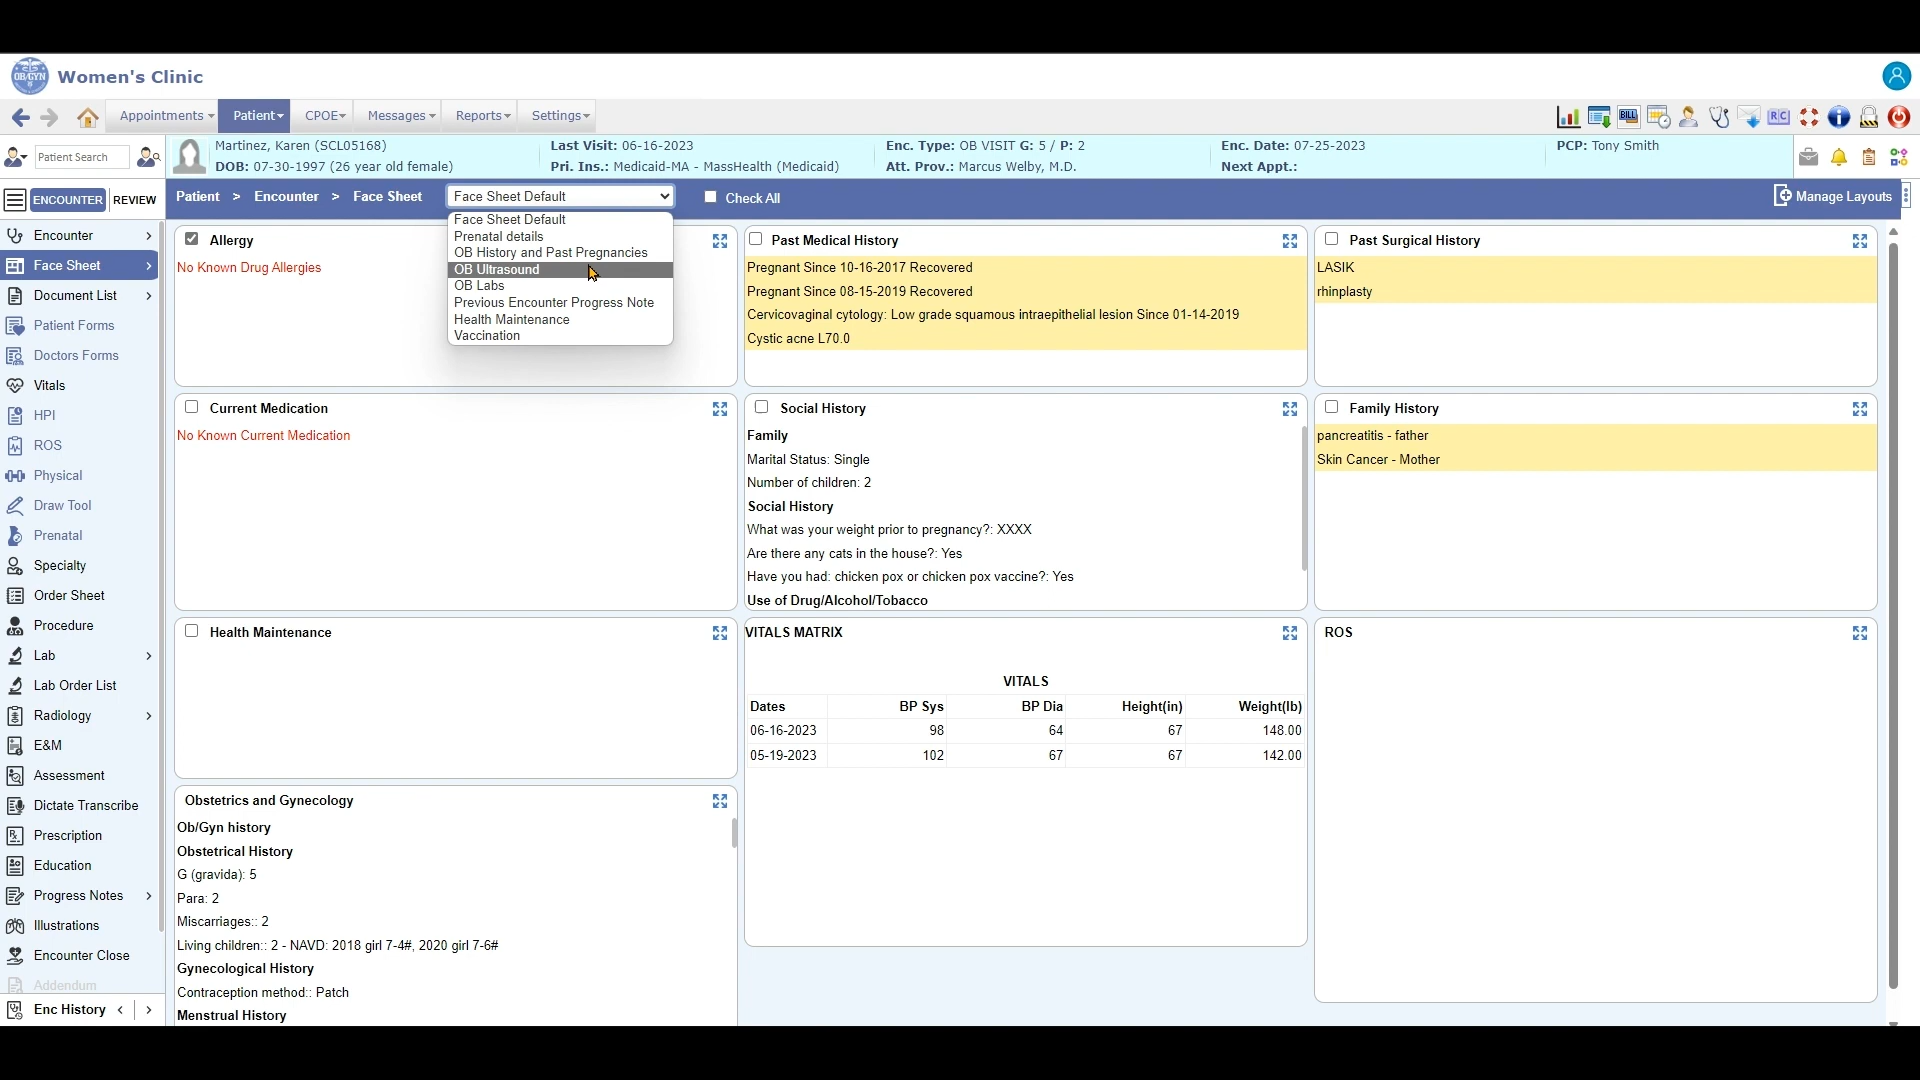 OB/GYN
Women's Clinic
Appointments
Patient
CPOE
Messages
Reports
Settings
BILL
RC
Patient Search
Martinez, Karen (SCL05168)
DOB: 07-30-1997 (26 year old female)
Last Visit: 06-16-2023
Pri. Ins.: Medicaid-MA - MassHealth (Medicaid)
Enc. Type: OB VISIT G: 5 / P: 2
Att. Prov.: Marcus Welby, M.D.
Enc. Date: 07-25-2023
Next Appt.:
PCP: Tony Smith
ENCOUNTER
REVIEW
Patient > Encounter > Face Sheet
Face Sheet Default
Check All
Manage Layouts
Face Sheet Default
Prenatal details
OB History and Past Pregnancies
OB Ultrasound
OB Labs
Previous Encounter Progress Note
Health Maintenance
Vaccination
Encounter
Face Sheet
Document List
Patient Forms
Doctors Forms
Vitals
HPI
ROS
Physical
Draw Tool
Prenatal
Specialty
Order Sheet
Procedure
Lab
Lab Order List
Radiology
E&M
Assessment
Dictate Transcribe
Prescription
Education
Progress Notes
Illustrations
Encounter Close
Addendum
Enc History
Allergy
No Known Drug Allergies
Past Medical History
Pregnant Since 10-16-2017 Recovered
Pregnant Since 08-15-2019 Recovered
Cervicovaginal cytology: Low grade squamous intraepithelial lesion Since 01-14-2019
Cystic acne L70.0
Past Surgical History
LASIK
rhinplasty
Current Medication
No Known Current Medication
Social History
Family
Marital Status: Single
Number of children: 2
Social History
What was your weight prior to pregnancy?: XXXX
Are there any cats in the house?: Yes
Have you had: chicken pox or chicken pox vaccine?: Yes
Use of Drug/Alcohol/Tobacco
Family History
pancreatitis - father
Skin Cancer - Mother
Health Maintenance
VITALS MATRIX
VITALS
Dates BP Sys BP Dia Height(in) Weight(lb)
06-16-2023 98 64 67 148.00
05-19-2023 102 67 67 142.00
ROS
Obstetrics and Gynecology
Ob/Gyn history
Obstetrical History
G (gravida): 5
Para: 2
Miscarriages:: 2
Living children:: 2 - NAVD: 2018 girl 7-4#, 2020 girl 7-6#
Gynecological History
Contraception method:: Patch
Menstrual History